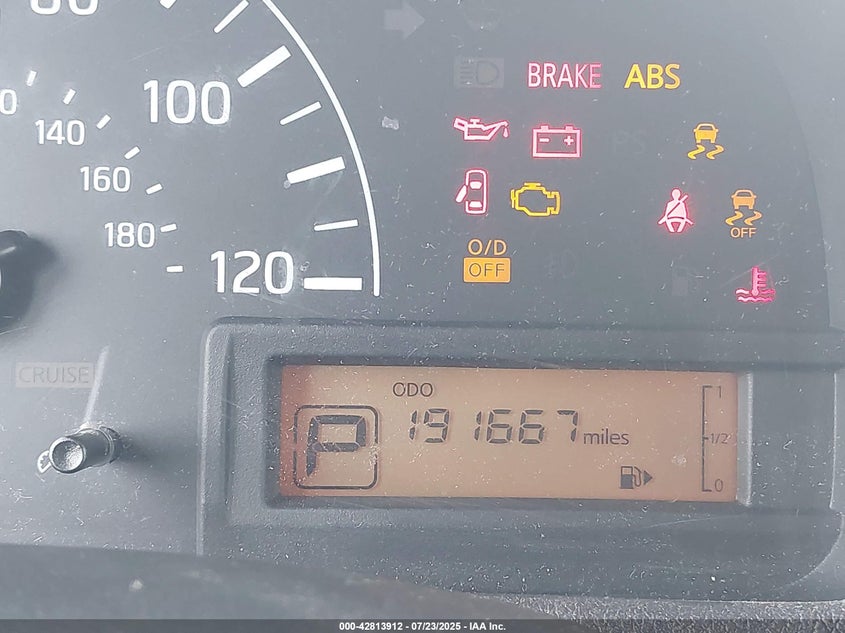 100
140
160
180
120
BRAKE ABS
OFF
O/D
OFF
CRUISE
ODO
P 191667 miles
1
1/2
0
000-42813912 - 07/23/2025 - IAA Inc.